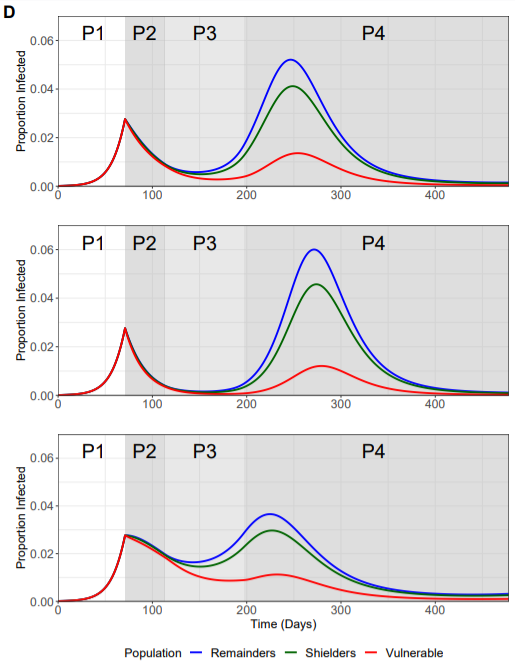 D
P1 P2 P3 P4
Proportion Infected
0.06
0.04
0.02
0.00
0 100 200 300 400
P1 P2 P3 P4
Proportion Infected
0.06
0.04
0.02
0.00
0 100 200 300 400
P1 P2 P3 P4
Proportion Infected
0.06
0.04
0.02
0.00
0 100 200 300 400
Time (Days)
Population Remainders Shielders Vulnerable